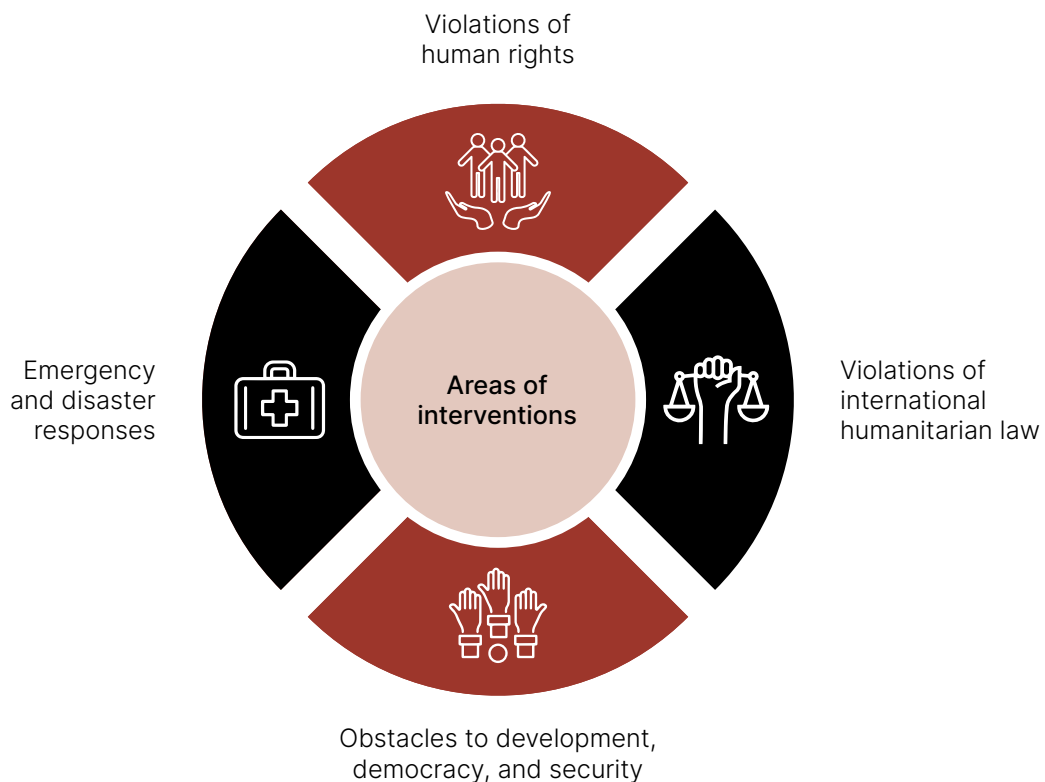 Violations of
human rights
Emergency
and disaster
responses
Areas of
interventions
Violations of
international
humanitarian law
Obstacles to development,
democracy, and security